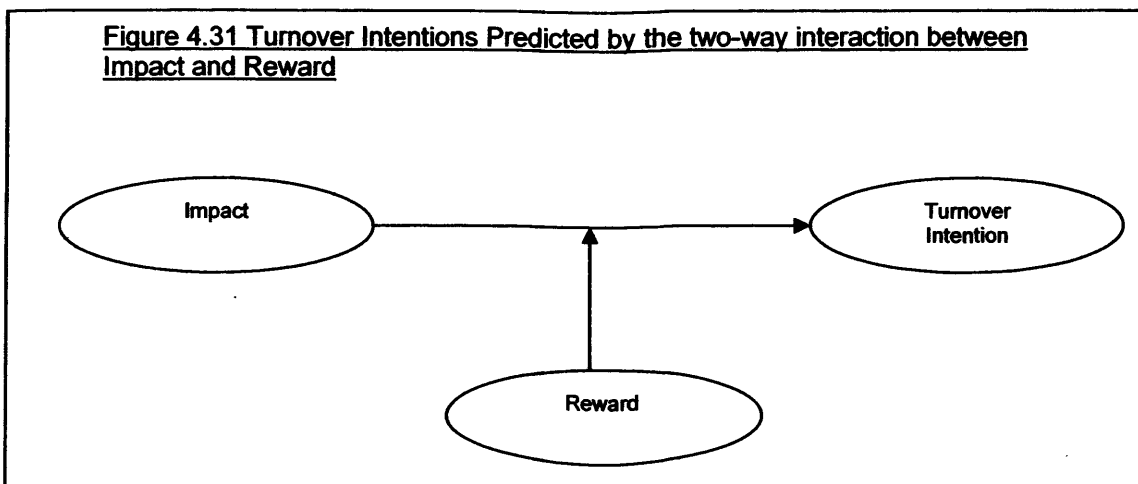 Figure 4.31 Turnover Intentions Predicted by the two-way interaction between
Impact and Reward
Impact
Turnover
Intention
Reward